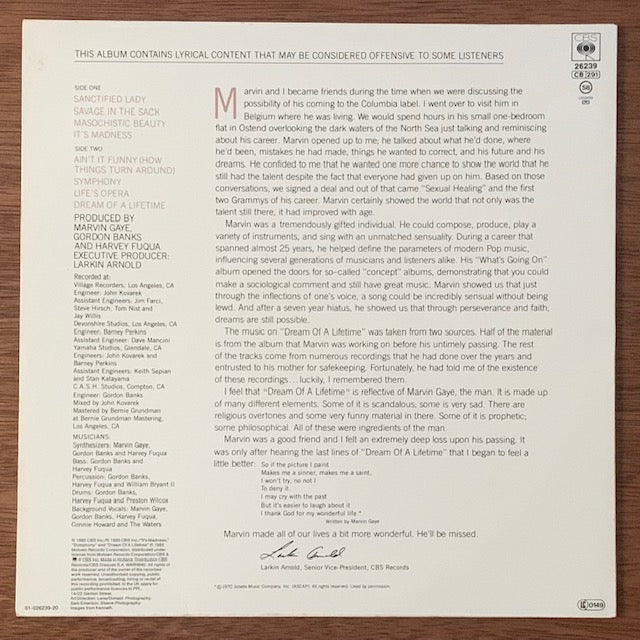 THIS ALBUM CONTAINS LYRICAL CONTENT THAT MAY BE CONSIDERED OFFENSIVE TO SOME LISTENERS
CBS
26239
CB 291
SIDE ONE
SANCTIFIED LADY
SAVAGE IN THE SACK
MASOCHISTIC BEAUTY
IT'S MADNESS
SIDE TWO
AIN'T IT FUNNY (HOW
THINGS TURN AROUND)
SYMPHONY
LIFE'S OPERA
DREAM OF A LIFETIME
PRODUCED BY
MARVIN GAYE,
GORDON BANKS
AND HARVEY FUQUA
EXECUTIVE PRODUCER:
LARKIN ARNOLD
Recorded at:
Village Recorders, Los Angeles, CA
Engineer: John Kovarek
Assistant Engineers: Jim Farci,
Steve Hirsch, Tom Nist and
Jay Willis
Devonshire Studios, Los Angeles, CA
Engineer: Barney Perkins
Assistant Engineer: Dave Mancini
Yamaha Studios, Glendale, CA
Engineers: John Kovarek and
Barney Perkins
Assistant Engineers: Keith Sepian
and Stan Katayama
C.A.S.H. Studios, Compton, CA
Engineer: Gordon Banks
Mixed by John Kovarek
Mastered by Bernie Grundman
at Bernie Grundman Mastering,
Los Angeles, CA
MUSICIANS:
Synthesizers: Marvin Gaye,
Gordon Banks and Harvey Fuqua
Bass: Gordon Banks and
Harvey Fuqua
Percussion: Gordon Banks,
Harvey Fuqua and William Bryant II
Drums: Gordon Banks,
Harvey Fuqua and Preston Wilcox
Background Vocals: Marvin Gaye,
Gordon Banks, Harvey Fuqua,
Connie Howard and The Waters
01-026239-20
Marvin and I became friends during the time when we were discussing the
possibility of his coming to the Columbia label. I went over to visit him in
Belgium where he was living. We would spend hours in his small one-bedroom
flat in Ostend overlooking the dark waters of the North Sea just talking and reminiscing
about his career. Marvin opened up to me; he talked about what he'd done, where
he'd been, mistakes he had made, things he wanted to correct, and his future and his
dreams. He confided to me that he wanted one more chance to show the world that he
still had the talent despite the fact that everyone had given up on him. Based on those
conversations, we signed a deal and out of that came "Sexual Healing" and the first
two Grammys of his career. Marvin certainly showed the world that not only was the
talent still there, it had improved with age.
Marvin was a tremendously gifted individual. He could compose, produce, play a
variety of instruments, and sing with an unmatched sensuality. During a career that
spanned almost 25 years, he helped define the parameters of modern Pop music,
influencing several generations of musicians and listeners alike. His "What's Going On"
album opened the doors for so-called "concept" albums, demonstrating that you could
make a sociological comment and still have great music. Marvin showed us that just
through the inflections of one's voice, a song could be incredibly sensual without being
lewd. And after a seven year hiatus, he showed us that through perseverance and faith,
dreams are still possible.
The music on "Dream Of A Lifetime" was taken from two sources. Half of the material
is from the album that Marvin was working on before his untimely passing. The rest
of the tracks come from numerous recordings that he had done over the years and
entrusted to his mother for safekeeping. Fortunately, he had told me of the existence
of these recordings...luckily, I remembered them.
I feel that "Dream Of A Lifetime" is reflective of Marvin Gaye, the man. It is made up
of many different elements. Some of it is scandalous; some is very sad. There are
religious overtones and some very funny material in there. Some of it is prophetic;
some philosophical. All of these were ingredients of the man.
Marvin was a good friend and I felt an extremely deep loss upon his passing. It
was only after hearing the last lines of "Dream Of A Lifetime" that I began to feel a
little better:
So if the picture I paint
Makes me a sinner, makes me a saint,
I won't try, no not I
To deny it.
I may cry with the past
But it's easier to laugh about it
I thank God for my wonderful life.*
Written by Marvin Gaye
Marvin made all of our lives a bit more wonderful. He'll be missed.
Larkin Arnold
Larkin Arnold, Senior Vice-President, CBS Records
*©1970 Jobete Music Company, Inc. (ASCAP). All rights reserved. Used by permission.
0149